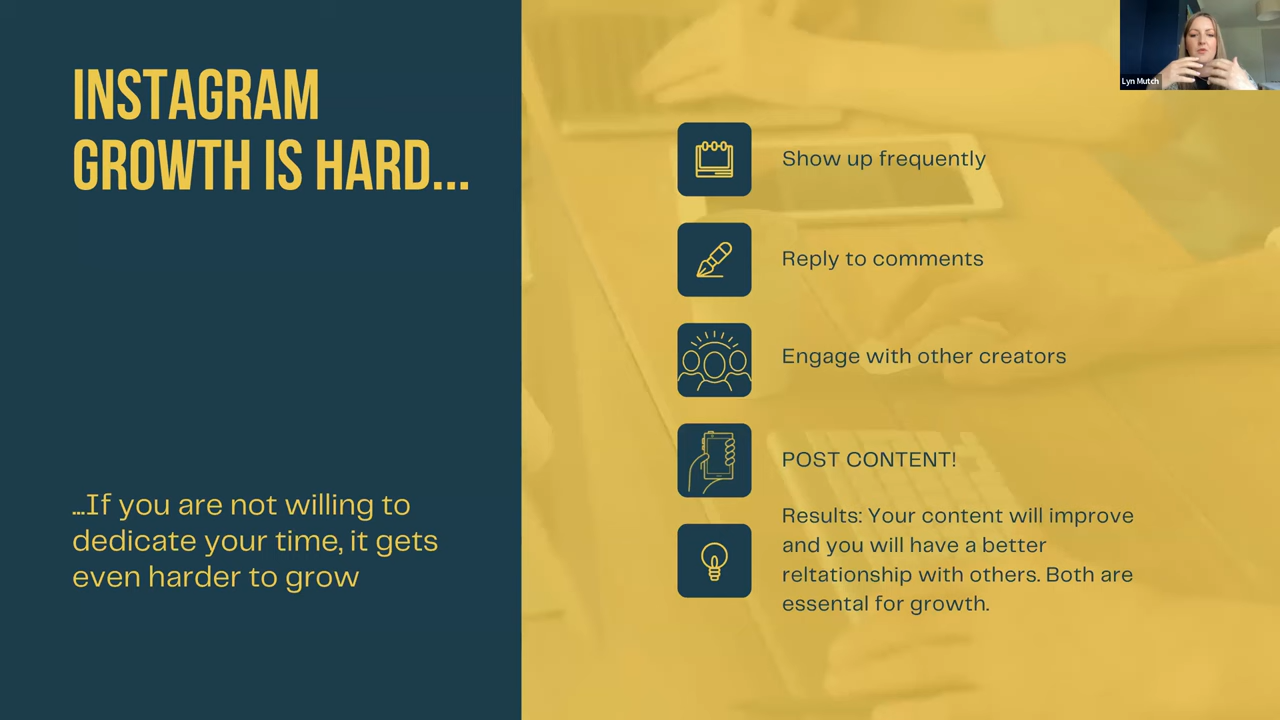 INSTAGRAM
GROWTH IS HARD...
...If you are not willing to
dedicate your time, it gets
even harder to grow
Show up frequently
Reply to comments
Engage with other creators
POST CONTENT!
Results: Your content will improve
and you will have a better
reltationship with others. Both are
essential for growth.
Lyn Mutch